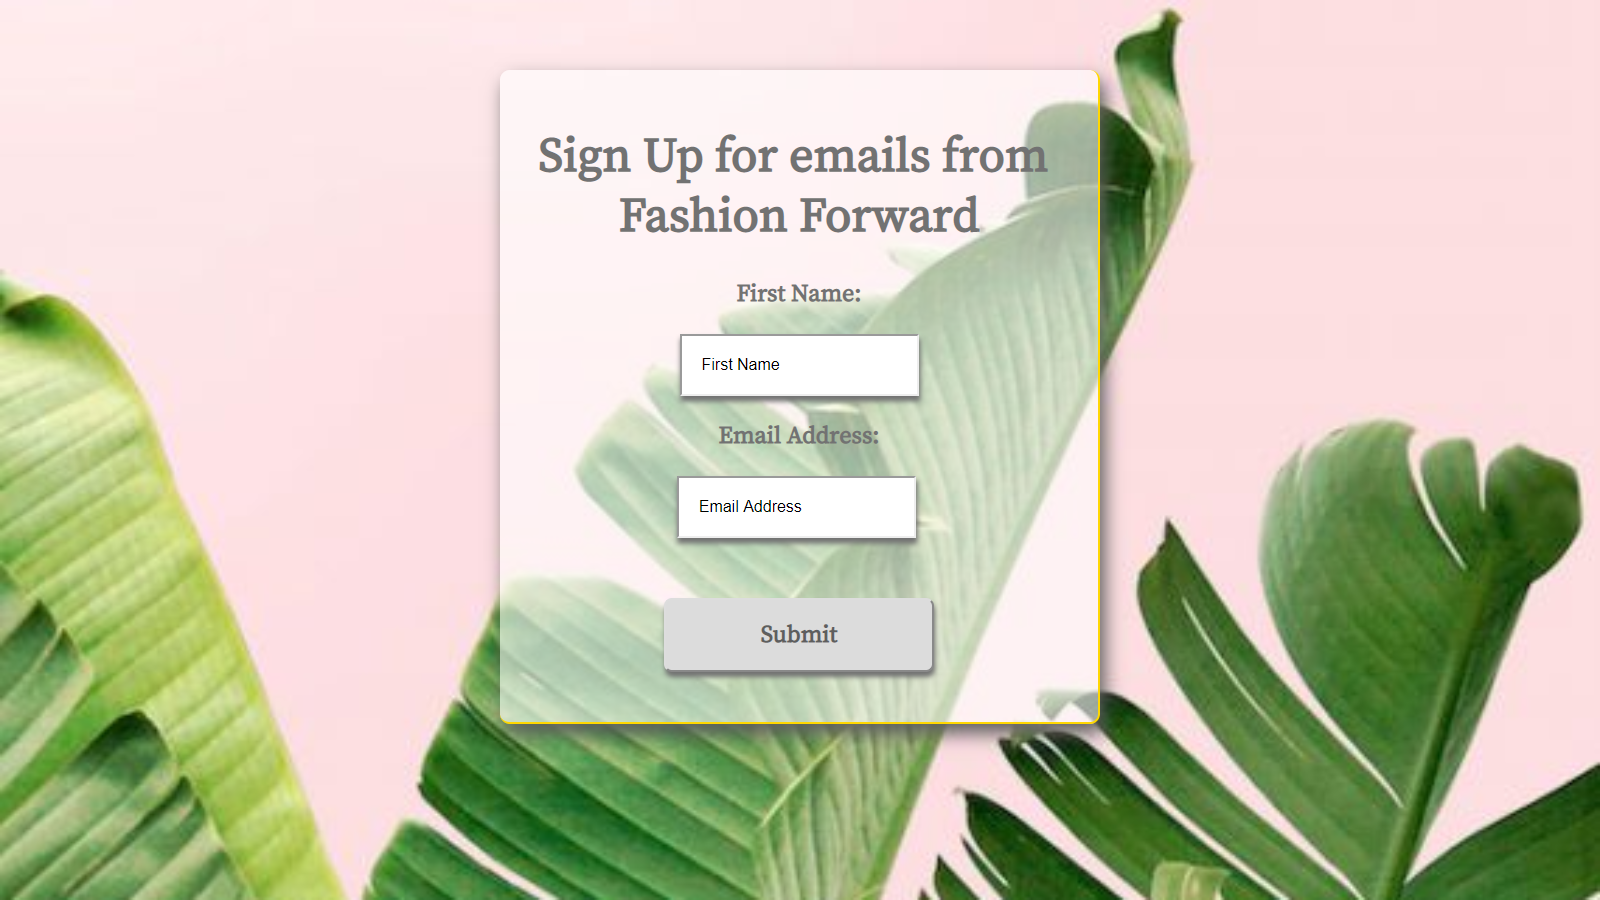 Sign Up for emails from
Fashion Forward
First Name:
First Name
Email Address:
Email Address
Submit